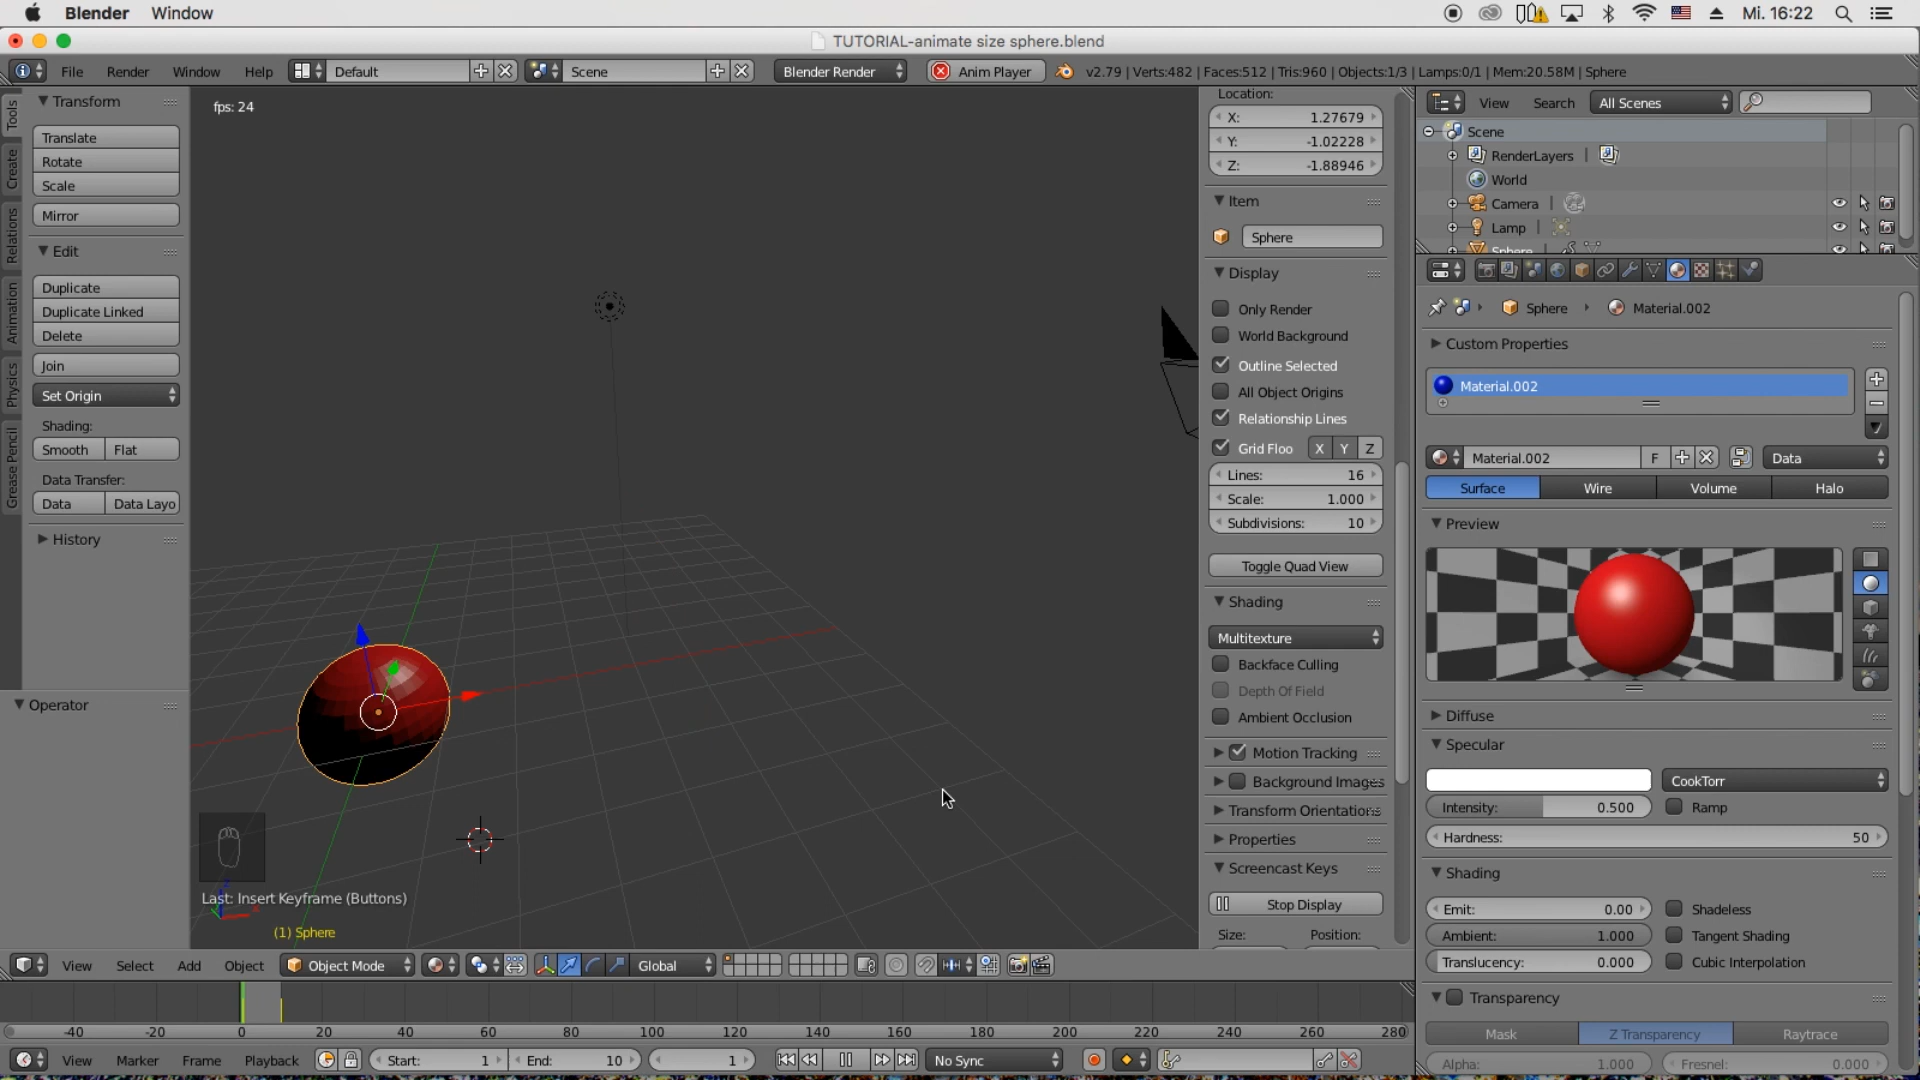 Blender Window Mi. 16:22
TUTORIAL-animate size sphere.blend
File Render Window Help Default Scene Blender Render Anim Player v2.79 | Verts:482 | Faces:512 | Tris:960 | Objects:1/3 | Lamps:0/1 | Mem:20.58M | Sphere
Tools
Create
Relations
Animation
Physics
Grease Pencil
Transform
Translate
Rotate
Scale
Mirror
Edit
Duplicate
Duplicate Linked
Delete
Join
Set Origin
Shading:
Smooth Flat
Data Transfer:
Data Data Layo
History
Operator
fps: 24
Last: Insert Keyframe (Buttons)
(1) Sphere
Location:
X: 1.27679
Y: -1.02228
Z: -1.88946
Item
Sphere
Display
Only Render
World Background
Outline Selected
All Object Origins
Relationship Lines
Grid Floo X Y Z
Lines: 16
Scale: 1.000
Subdivisions: 10
Toggle Quad View
Shading
Multitexture
Backface Culling
Depth Of Field
Ambient Occlusion
Motion Tracking
Background Images
Transform Orientations
Properties
Screencast Keys
Stop Display
Size: Position:
View Search All Scenes
Scene
RenderLayers
World
Camera
Lamp
Sphere
Sphere Material.002
Custom Properties
Material.002
Material.002 F Data
Surface Wire Volume Halo
Preview
Diffuse
Specular
CookTorr
Intensity: 0.500 Ramp
Hardness: 50
Shading
Emit: 0.00 Shadeless
Ambient: 1.000 Tangent Shading
Translucency: 0.000 Cubic Interpolation
Transparency
Mask Z Transparency Raytrace
Alpha: 1.000 Fresnel: 0.000
View Select Add Object Object Mode Global
-40 -20 0 20 40 60 80 100 120 140 160 180 200 220 240 260 280
View Marker Frame Playback Start: 1 End: 10 1 No Sync